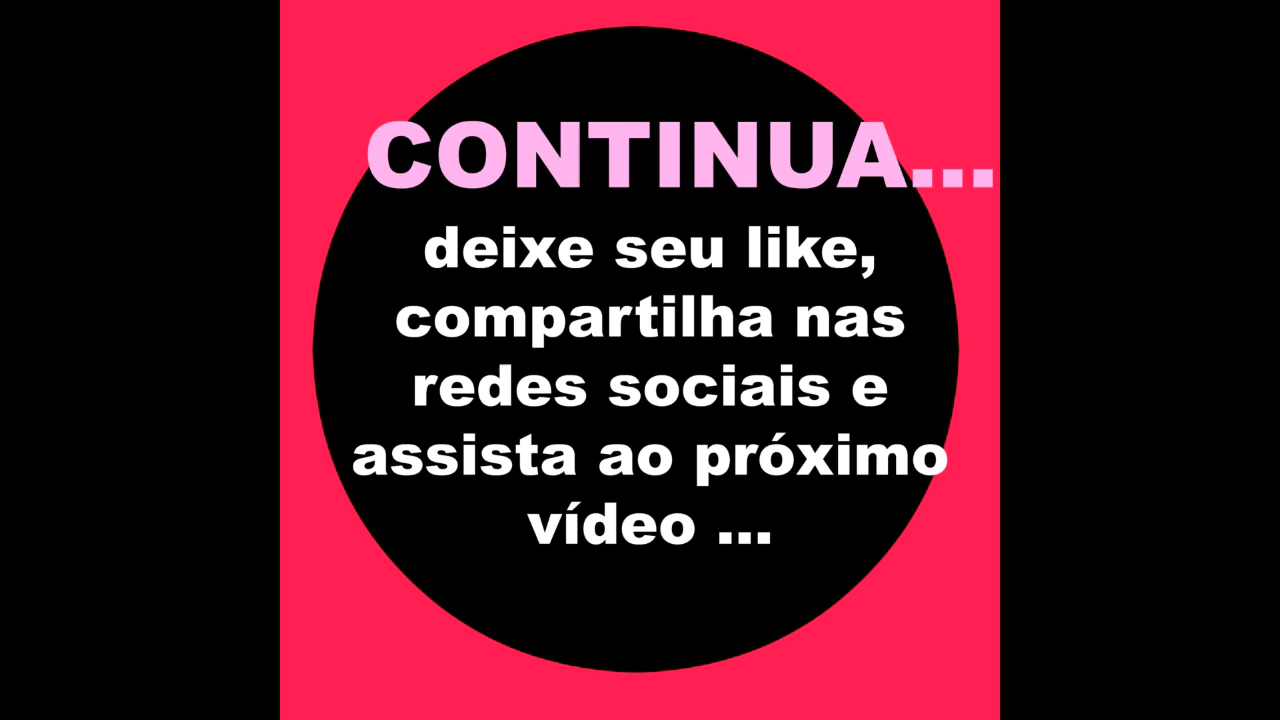 CONTINUA...
deixe seu like,
compartilha nas
redes sociais e
assista ao próximo
vídeo ...